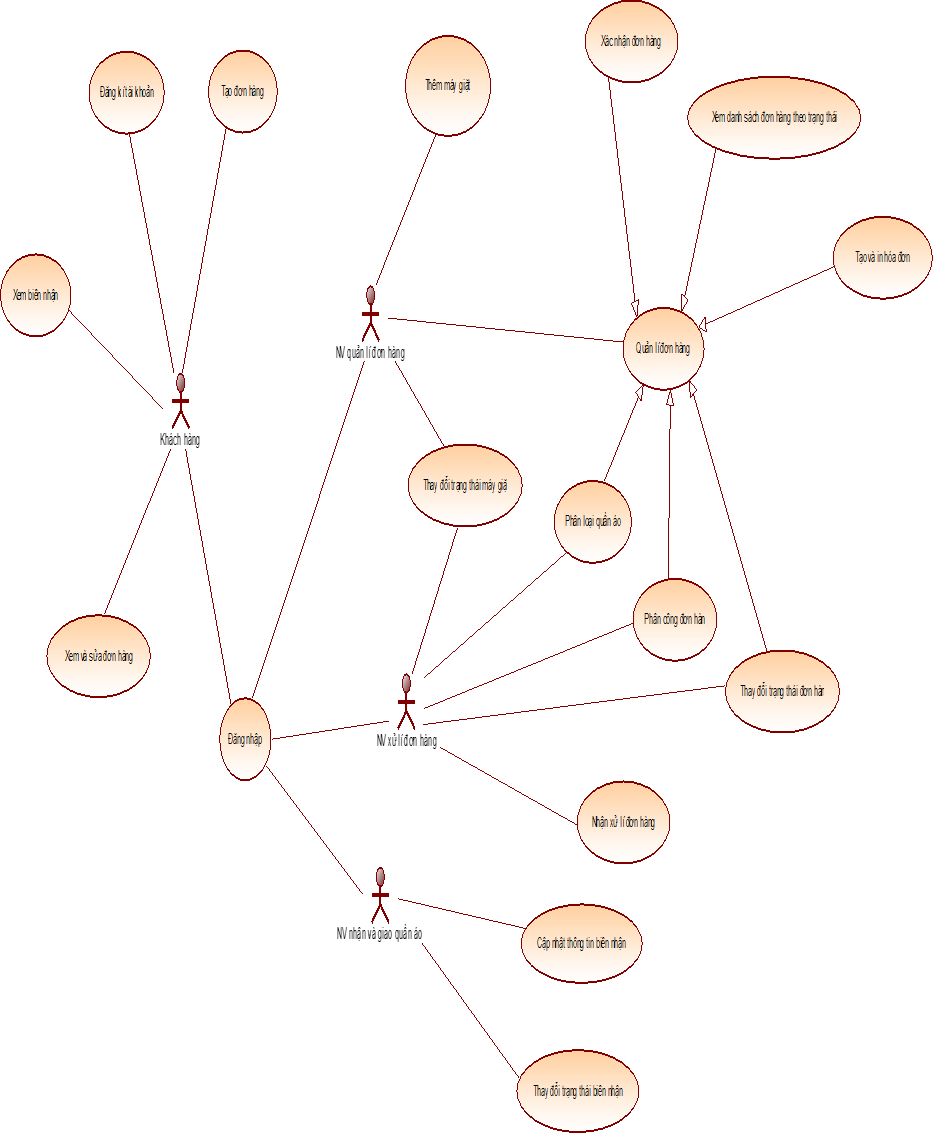 Xác nhận đơn hàng
Đăng kí tài khoản
Tạo đơn hàng
Thêm máy giặt
Xem danh sách đơn hàng theo trạng thái
Tạo và in hóa đơn
Xem biên nhận
NV quản lí đơn hàng
Quản lí đơn hàng
Khách hàng
Thay đổi trạng thái máy giặ
Phân loại quần áo
Phân công đơn hàn
Xem và sửa đơn hàng
Thay đổi trạng thái đơn hàr
Đăng nhập
NV xử lí đơn hàng
Nhận xử lí đơn hàng
NV nhận và giao quần áo
Cập nhật thông tin biên nhận
Thay đổi trạng thái biên nhận